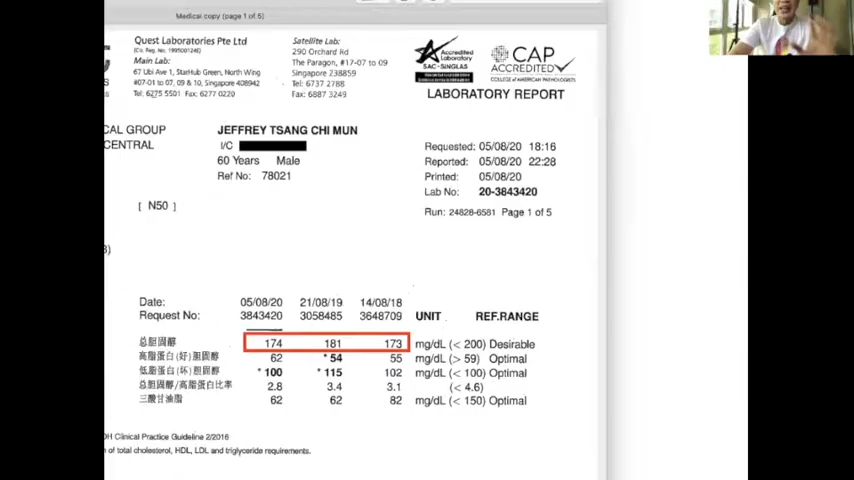 Medical copy (page 1 of 5)
Quest Laboratories Pte Ltd
Main Lab:
67 Ubi Ave 1, StarHub Green, North Wing
#07-01 to 07, 09 & 10, Singapore 408942
Tel: 6275 5501 Fax: 6277 0220
Satellite Lab:
290 Orchard Rd
The Paragon, #17-07 to 09
Singapore 238859
Tel: 6737 2788
Fax: 6887 3249
Accredited
Laboratory
SAC-SINGLAS
CAP
ACCREDITED
COLLEGE of AMERICAN PATHOLOGISTS
LABORATORY REPORT
CAL GROUP
CENTRAL
JEFFREY TSANG CHI MUN
I/C
60 Years Male
Ref No: 78021
Requested: 05/08/20 18:16
Reported: 05/08/20 22:28
Printed: 05/08/20
Lab No: 20-3843420
Run: 24828-6581 Page 1 of 5
[ N50 ]
Date: 05/08/20 21/08/19 14/08/18
Request No: 3843420 3058485 3648709 UNIT REF.RANGE
总胆固醇 174 181 173 mg/dL (< 200) Desirable
高脂蛋白(好)胆固醇 62 * 54 55 mg/dL (> 59) Optimal
低脂蛋白(坏)胆固醇 * 100 * 115 102 mg/dL (< 100) Optimal
总胆固醇/高脂蛋白比率 2.8 3.4 3.1 (< 4.6)
三酸甘油脂 62 62 82 mg/dL (< 150) Optimal
OH Clinical Practice Guideline 2/2016
n of total cholesterol, HDL, LDL and triglyceride requirements.